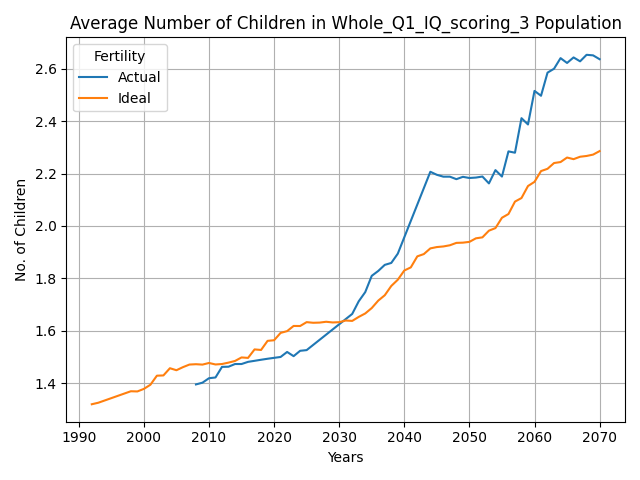 Average Number of Children in Whole_Q1_IQ_scoring_3 Population
Fertility
Actual
Ideal
No. of Children
2.6
2.4
2.2
2.0
1.8
1.6
1.4
1990 2000 2010 2020 2030 2040 2050 2060 2070
Years